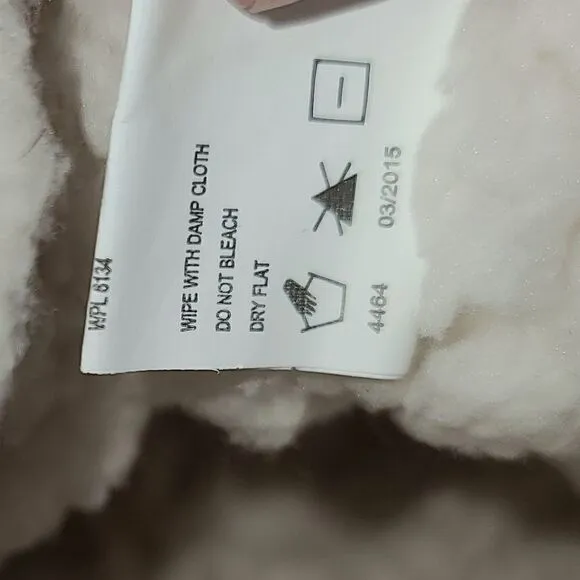 WPL 6134
WIPE WITH DAMP CLOTH
DO NOT BLEACH
DRY FLAT
4464 03/2015